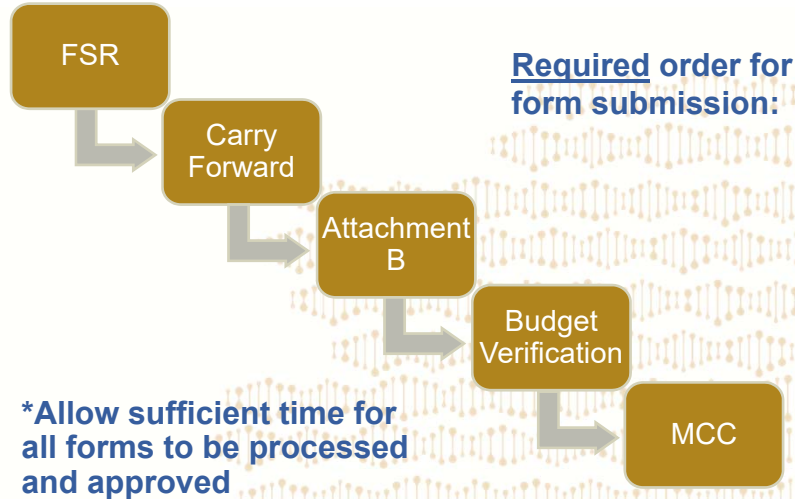 FSR
Required order for
form submission:
Carry
Forward
Attachment
B
Budget
Verification
MCC
*Allow sufficient time for
all forms to be processed
and approved